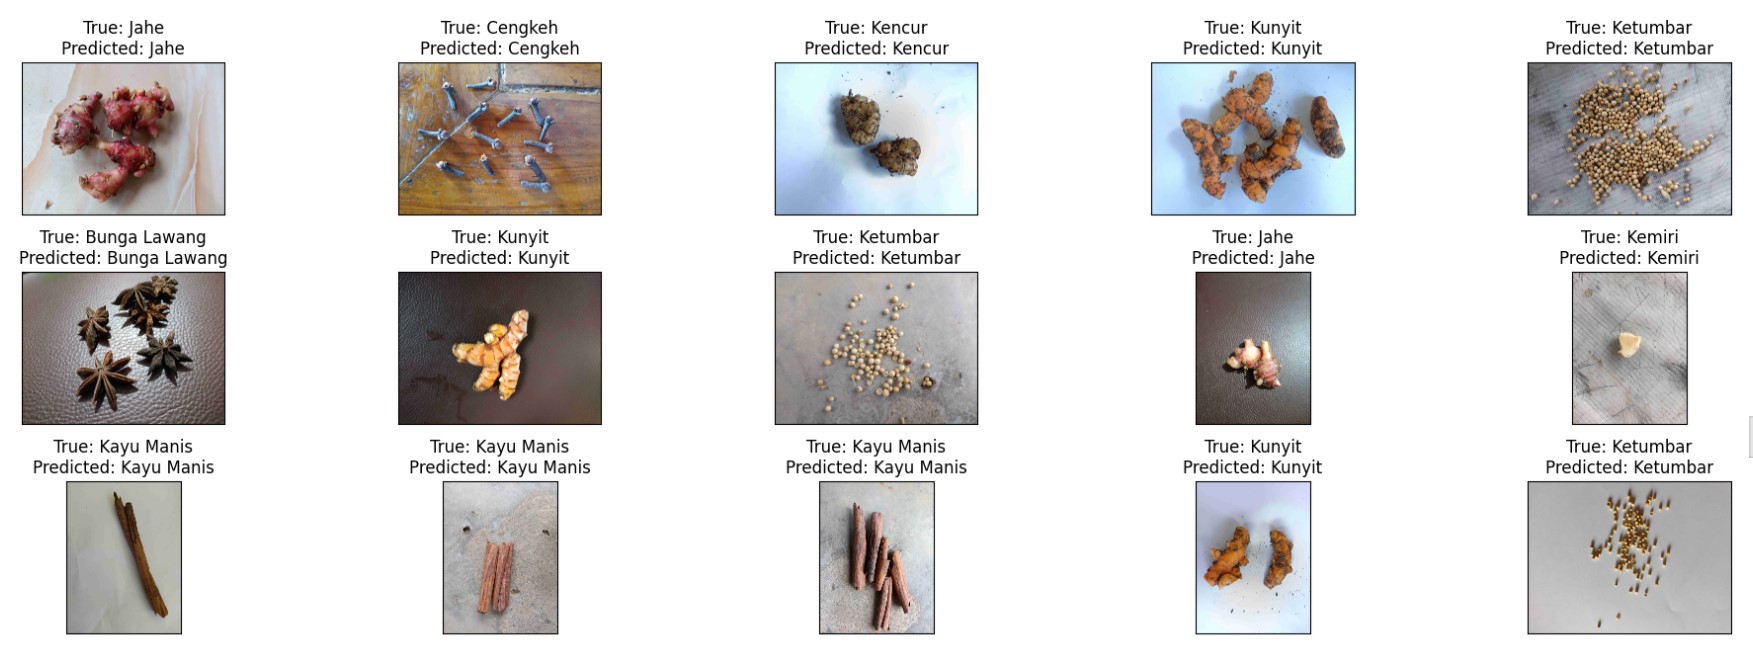 True: Jahe
Predicted: Jahe
True: Cengkeh
Predicted: Cengkeh
True: Kencur
Predicted: Kencur
True: Kunyit
Predicted: Kunyit
True: Ketumbar
Predicted: Ketumbar
True: Bunga Lawang
Predicted: Bunga Lawang
True: Kunyit
Predicted: Kunyit
True: Ketumbar
Predicted: Ketumbar
True: Jahe
Predicted: Jahe
True: Kemiri
Predicted: Kemiri
True: Kayu Manis
Predicted: Kayu Manis
True: Kayu Manis
Predicted: Kayu Manis
True: Kayu Manis
Predicted: Kayu Manis
True: Kunyit
Predicted: Kunyit
True: Ketumbar
Predicted: Ketumbar